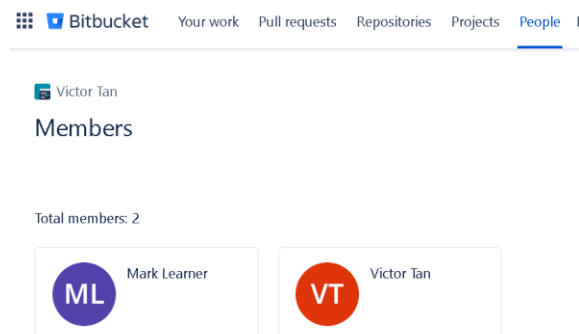 Bitbucket Your work Pull requests Repositories Projects People
Victor Tan
Members
Total members: 2
ML Mark Learner
VT Victor Tan